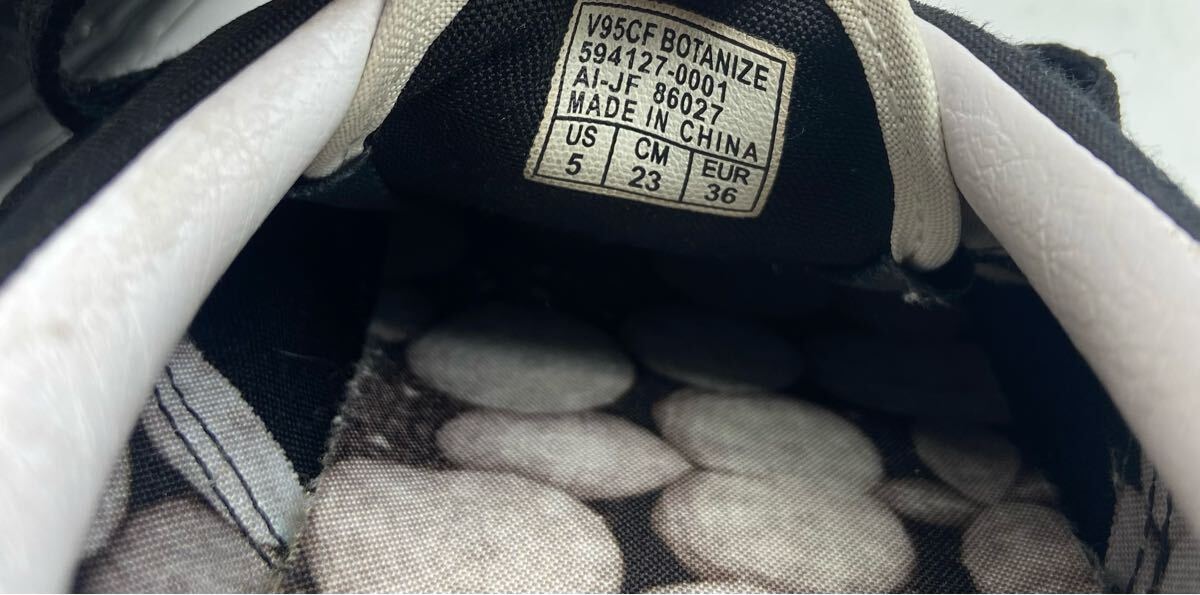 V95CF BOTANIZE
594127-0001
AI-JF 86027
MADE IN CHINA
US CM EUR
5 23 36